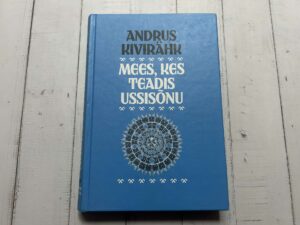 ANDRUS
KIVIRÄHK
MEES, KES
TEADIS
USSISÕNU